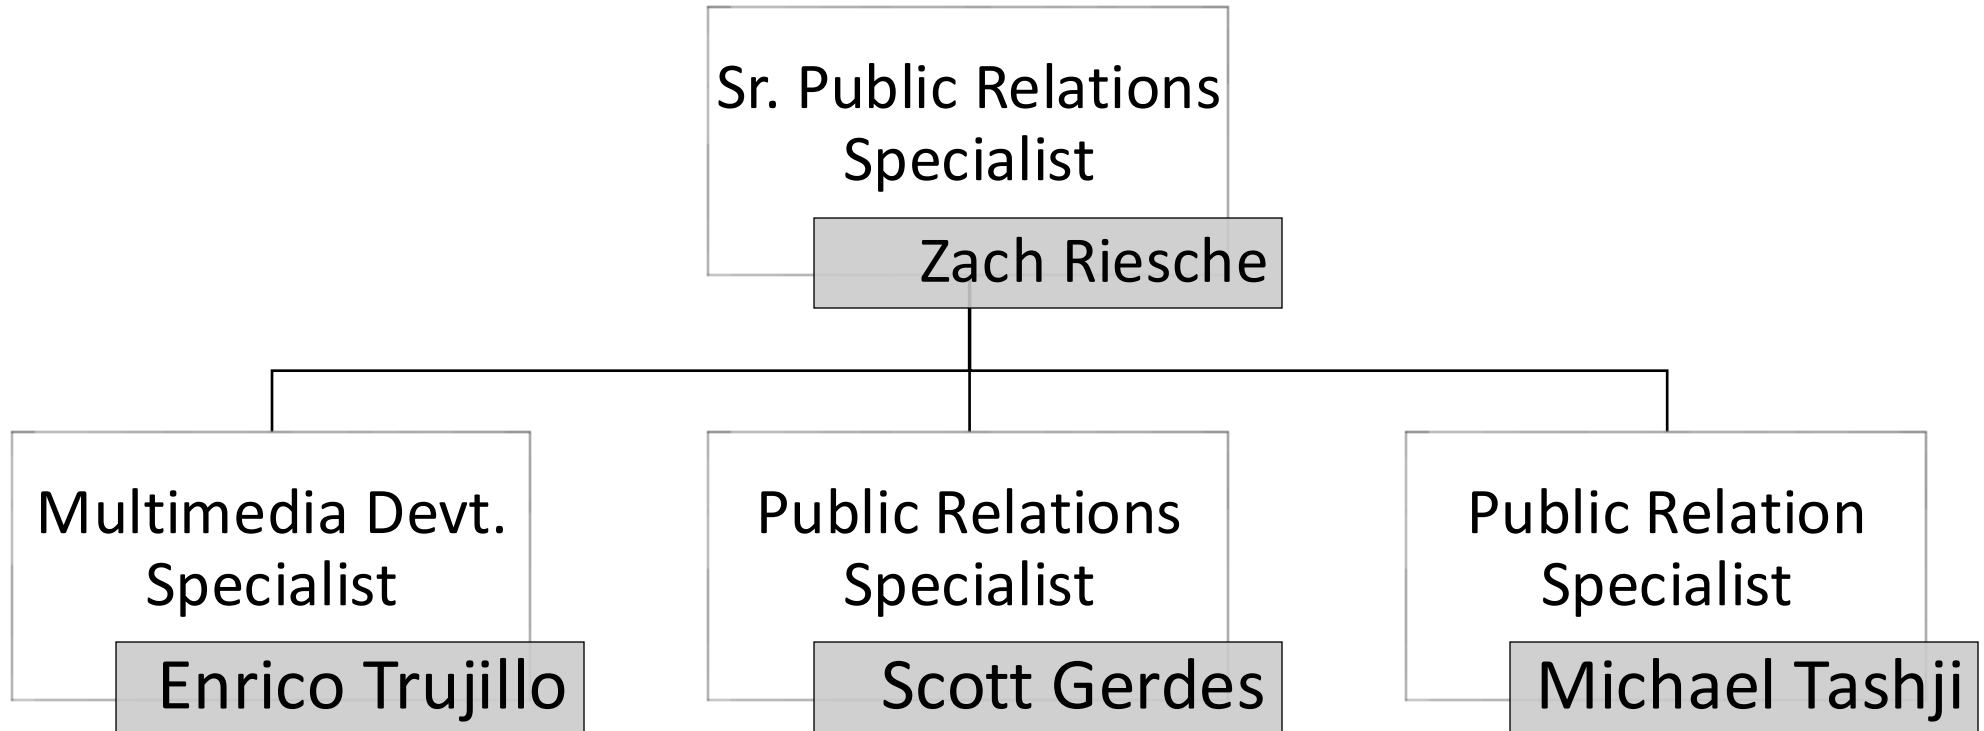 Sr. Public Relations
Specialist
Zach Riesche
Multimedia Devt.
Specialist
Enrico Trujillo
Public Relations
Specialist
Scott Gerdes
Public Relation
Specialist
Michael Tashji